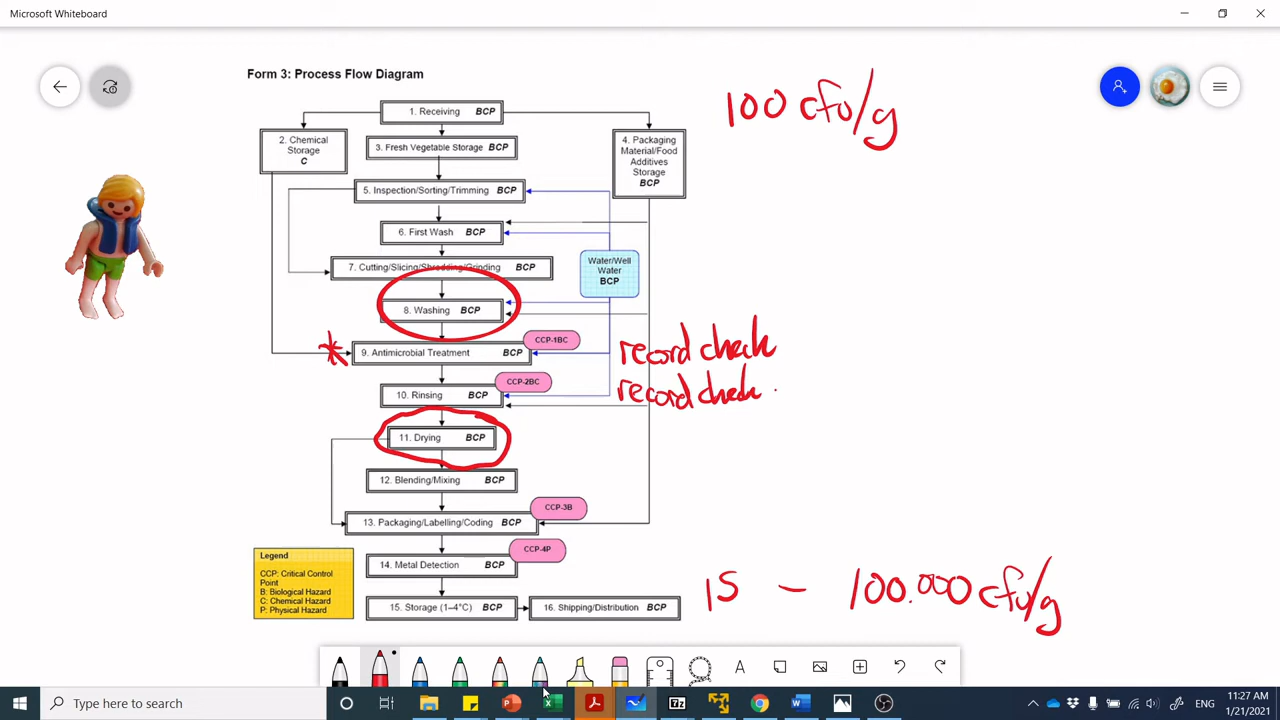 Microsoft Whiteboard
Form 3: Process Flow Diagram
100 cfu/g
1. Receiving BCP
2. Chemical
Storage
C
3. Fresh Vegetable Storage BCP
4. Packaging
Material/Food
Additives
Storage
BCP
5. Inspection/Sorting/Trimming BCP
6. First Wash BCP
Water/Well
Water
BCP
7. Cutting/Slicing/Shredding/Grinding BCP
8. Washing BCP
CCP-1BC
9. Antimicrobial Treatment BCP
record check
CCP-2BC
10. Rinsing BCP
record check
11. Drying BCP
12. Blending/Mixing BCP
CCP-3B
13. Packaging/Labelling/Coding BCP
CCP-4P
14. Metal Detection BCP
Legend
CCP: Critical Control
Point
B: Biological Hazard
C: Chemical Hazard
P: Physical Hazard
15. Storage (1–4°C) BCP
16. Shipping/Distribution BCP
15 - 100.000 cfu/g
Type here to search
ENG
11:27 AM
1/21/2021